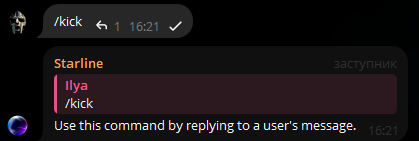 /kick 1 16:21
Starline заступник
Ilya
/kick
Use this command by replying to a user's message. 16:21